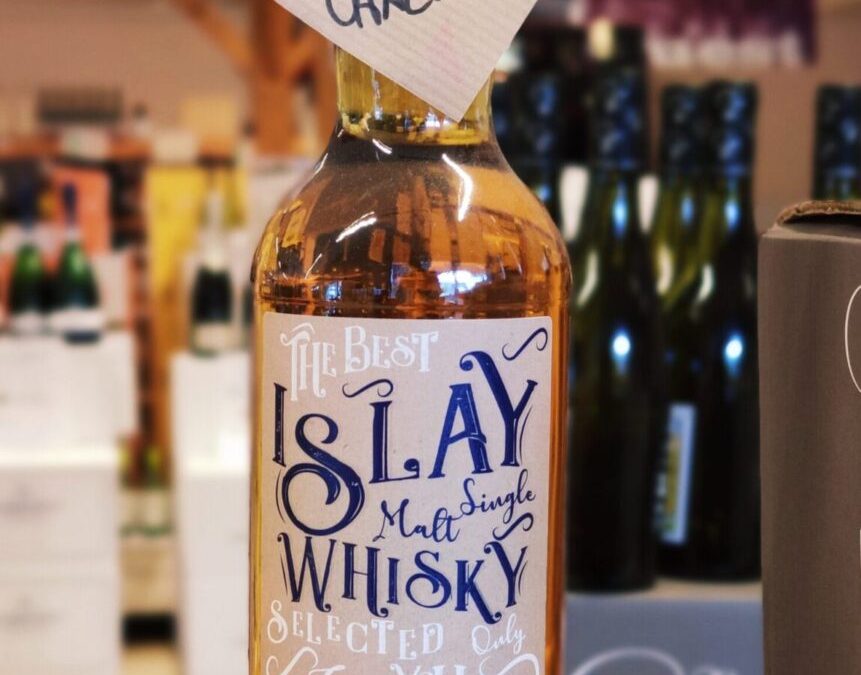 The Best
ISLAY
Single
Malt
WHISKY
SELECTED Only